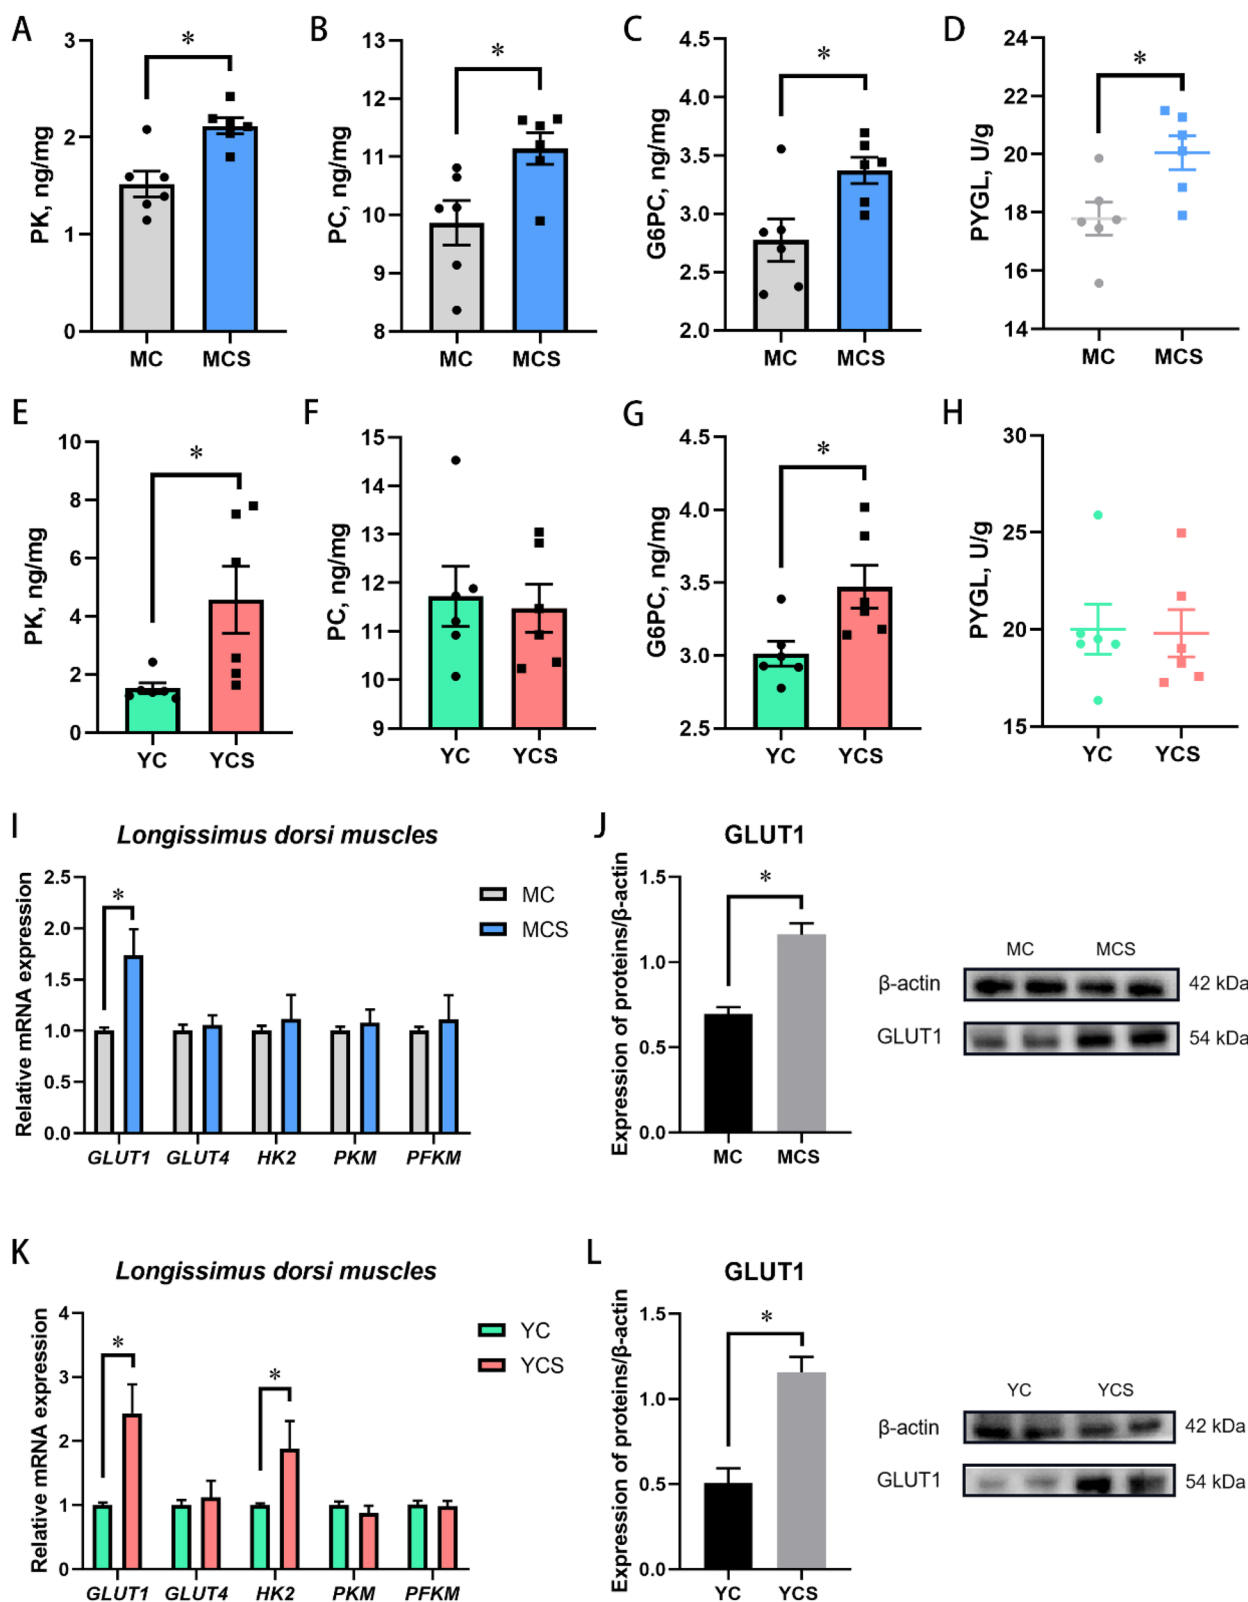 A
PK, ng/mg
3
2
1
0
*
MC
MCS
B
PC, ng/mg
13
12
11
10
9
8
*
MC
MCS
C
G6PC, ng/mg
4.5
4.0
3.5
3.0
2.5
2.0
*
MC
MCS
D
PYGL, U/g
24
22
20
18
16
14
*
MC
MCS
E
PK, ng/mg
10
8
6
4
2
0
*
YC
YCS
F
PC, ng/mg
15
14
13
12
11
10
9
YC
YCS
G
G6PC, ng/mg
4.5
4.0
3.5
3.0
2.5
*
YC
YCS
H
PYGL, U/g
30
25
20
15
YC
YCS
I
Longissimus dorsi muscles
Relative mRNA expression
2.5
2.0
1.5
1.0
0.5
0.0
*
MC
MCS
GLUT1
GLUT4
HK2
PKM
PFKM
J
GLUT1
Expression of proteins/β-actin
1.5
1.0
0.5
0.0
*
MC
MCS
MC MCS
β-actin 42 kDa
GLUT1 54 kDa
K
Longissimus dorsi muscles
Relative mRNA expression
4
3
2
1
0
*
*
YC
YCS
GLUT1
GLUT4
HK2
PKM
PFKM
L
GLUT1
Expression of proteins/β-actin
1.5
1.0
0.5
0.0
*
YC
YCS
YC YCS
β-actin 42 kDa
GLUT1 54 kDa